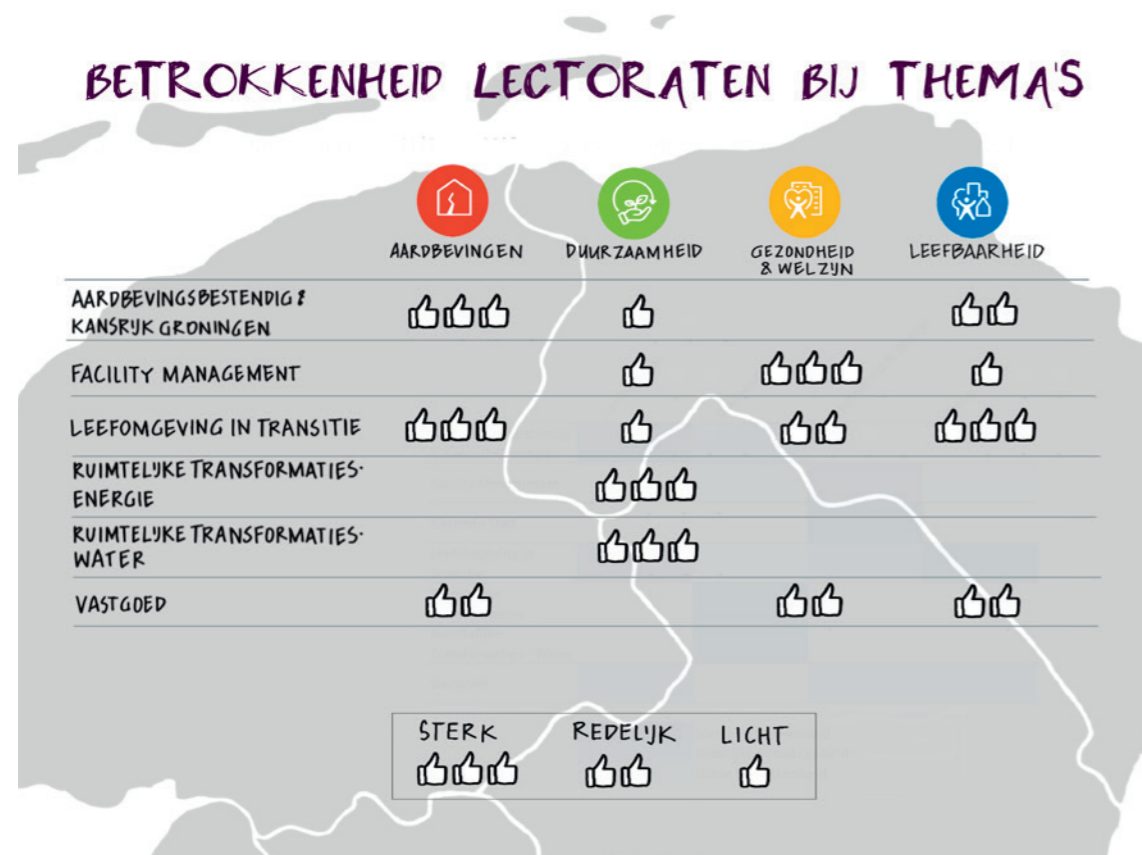 BETROKKENHEID LECTORATEN BIJ THEMA'S
AARDBEVINGEN
DUURZAAMHEID
GEZONDHEID
& WELZIJN
LEEFBAARHEID
AARDBEVINGSBESTENDIG &
KANSRIJK GRONINGEN
FACILITY MANAGEMENT
LEEFOMGEVING IN TRANSITIE
RUIMTELIJKE TRANSFORMATIES-
ENERGIE
RUIMTELIJKE TRANSFORMATIES-
WATER
VASTGOED
STERK
REDELIJK
LICHT